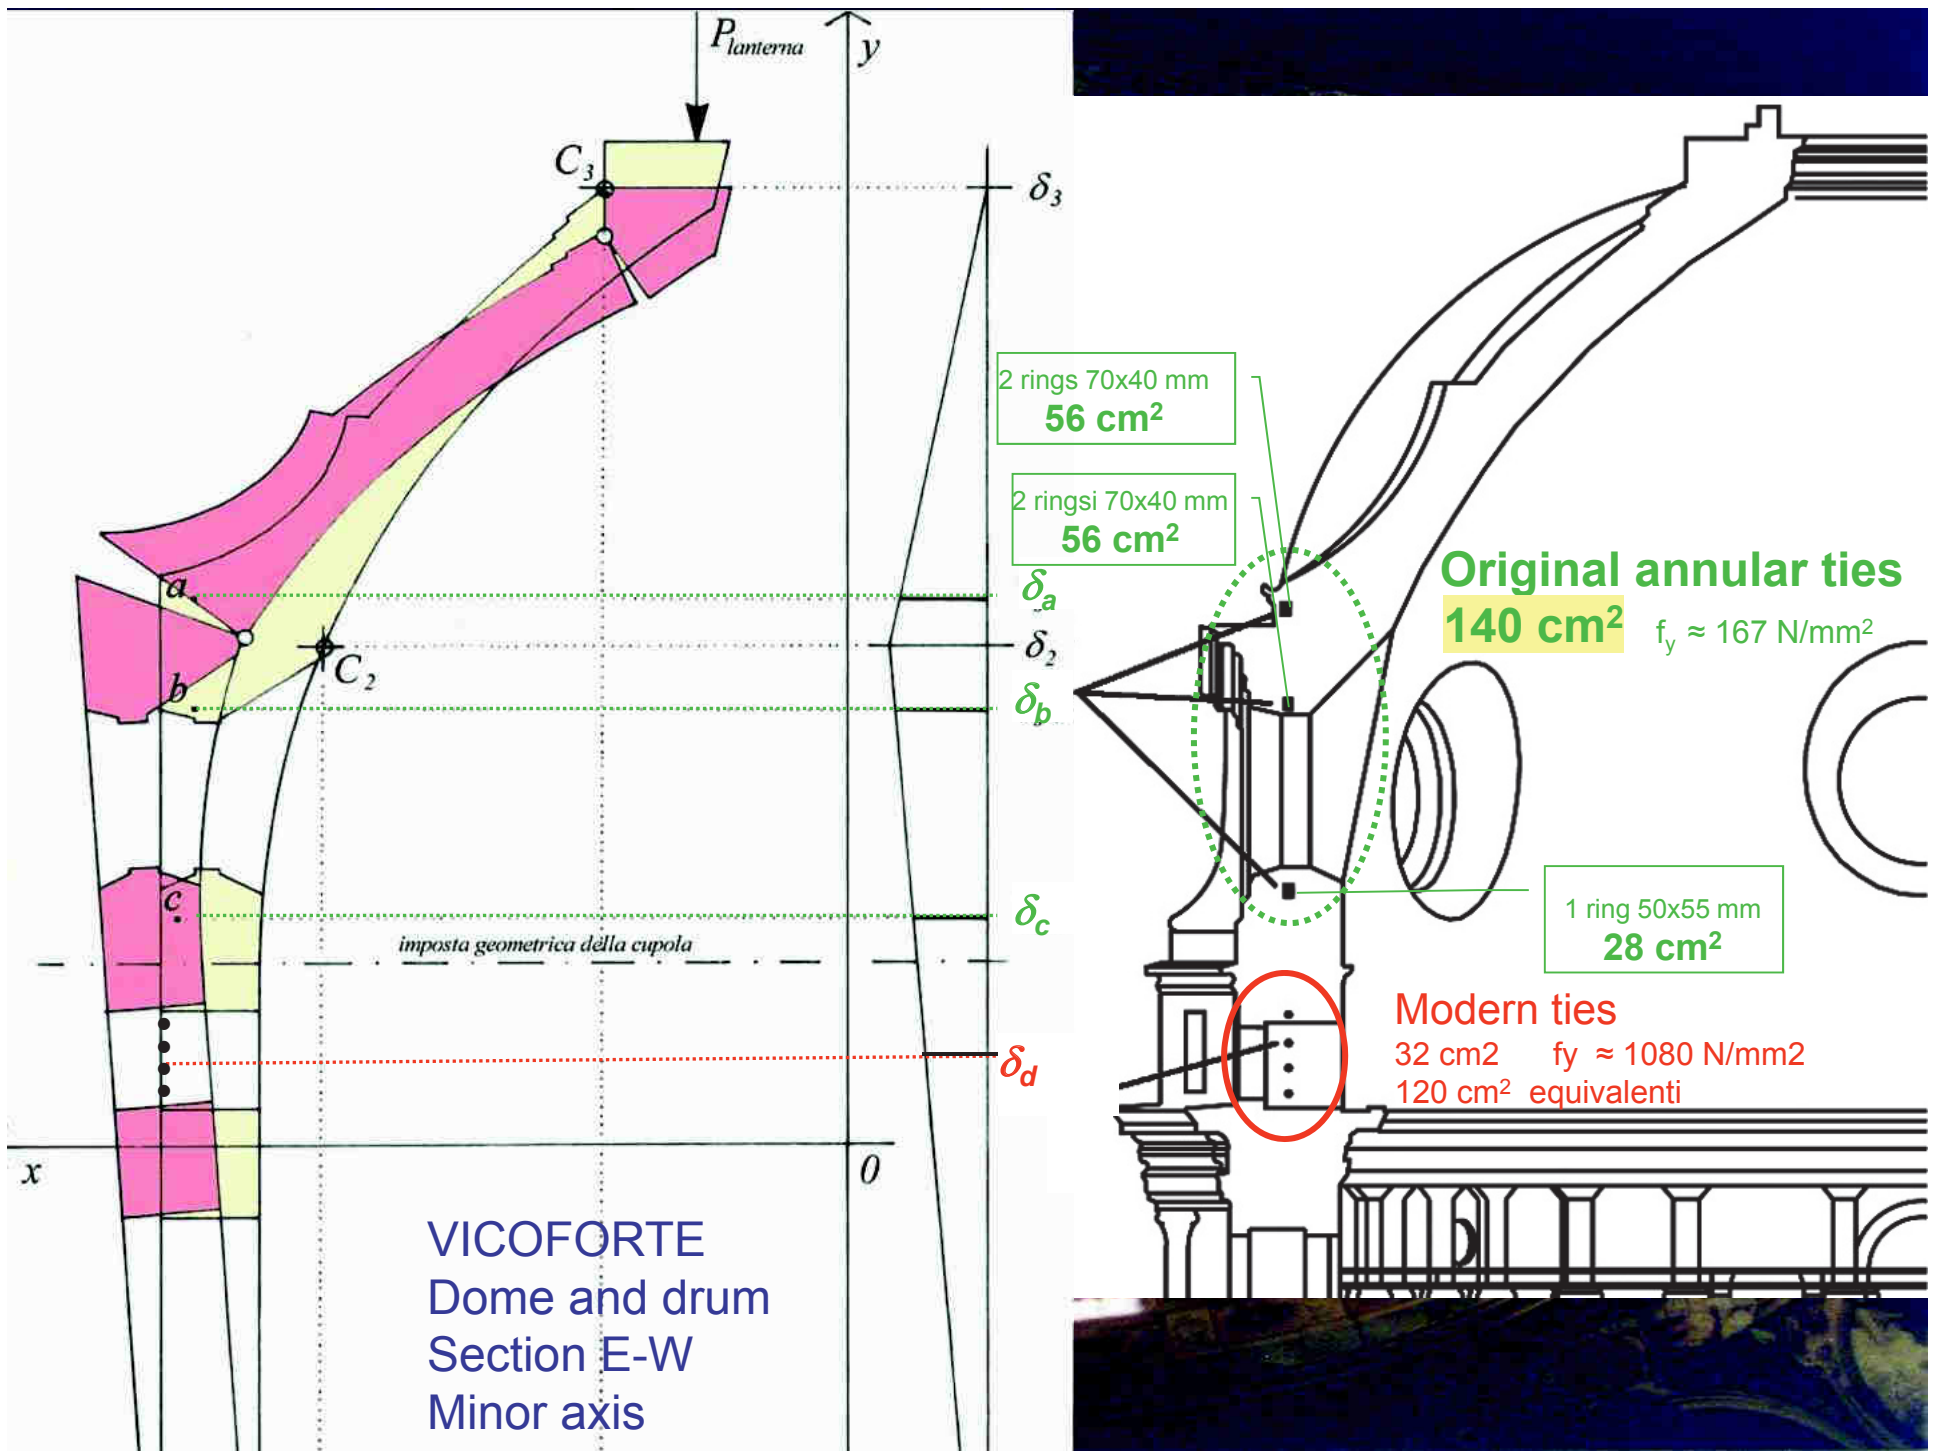 P lanterna
y
C3
δ3
2 rings 70x40 mm
56 cm²
2 ringsi 70x40 mm
56 cm²
Original annular ties
140 cm² fy ≈ 167 N/mm²
a
δa
C2
δ2
b
δb
c
δc
1 ring 50x55 mm
28 cm²
imposta geometrica della cupola
Modern ties
32 cm2 fy ≈ 1080 N/mm2
120 cm² equivalenti
δd
x
0
VICOFORTE
Dome and drum
Section E-W
Minor axis